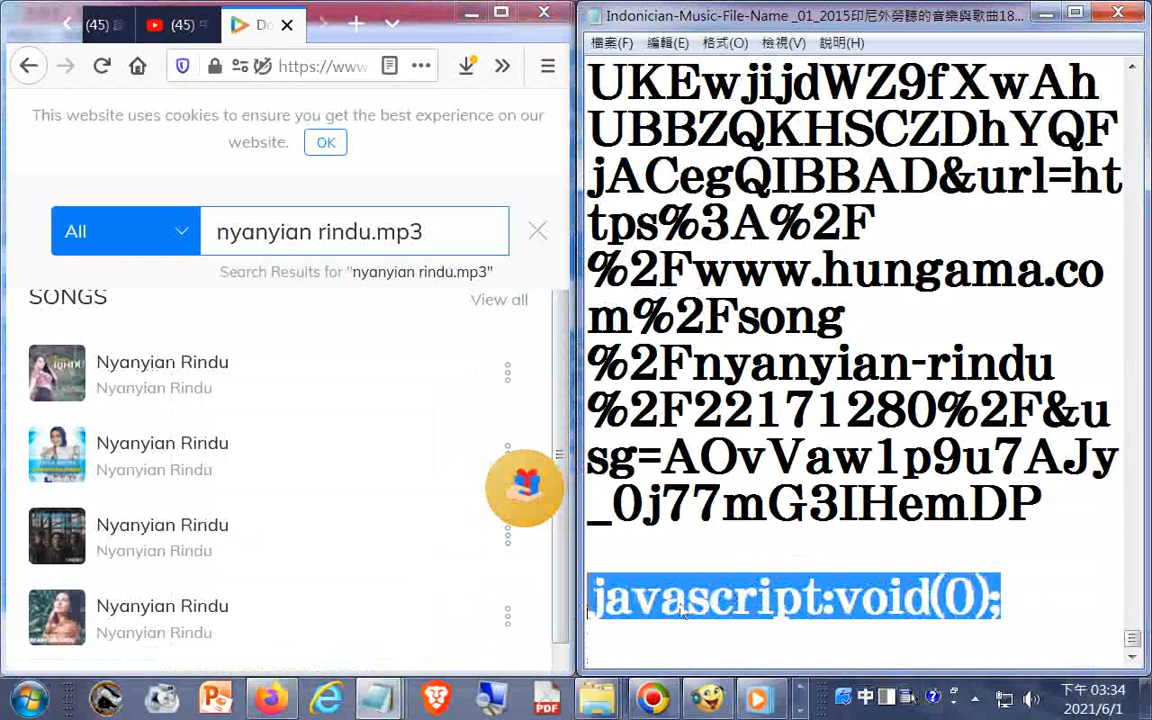 (45)
(45)
Do
https://www
This website uses cookies to ensure you get the best experience on our
website. OK
All
nyanyian rindu.mp3
Search Results for "nyanyian rindu.mp3"
SONGS
View all
Nyanyian Rindu
Nyanyian Rindu
Nyanyian Rindu
Nyanyian Rindu
Nyanyian Rindu
Nyanyian Rindu
Nyanyian Rindu
Nyanyian Rindu
Indonician-Music-File-Name _01_2015印尼外勞聽的音樂與歌曲18...
檔案(F) 編輯(E) 格式(O) 檢視(V) 說明(H)
UKEwjijdWZ9fXwAh
UBBZQKHSCZDhYQF
jACegQIBBAD&url=ht
tps%3A%2F
%2Fwww.hungama.co
m%2Fsong
%2Fnyanyian-rindu
%2F22171280%2F&u
sg=AOvVaw1p9u7AJy
_0j77mG3IHemDP
javascript:void(0);
PDF
中
下午 03:34
2021/6/1